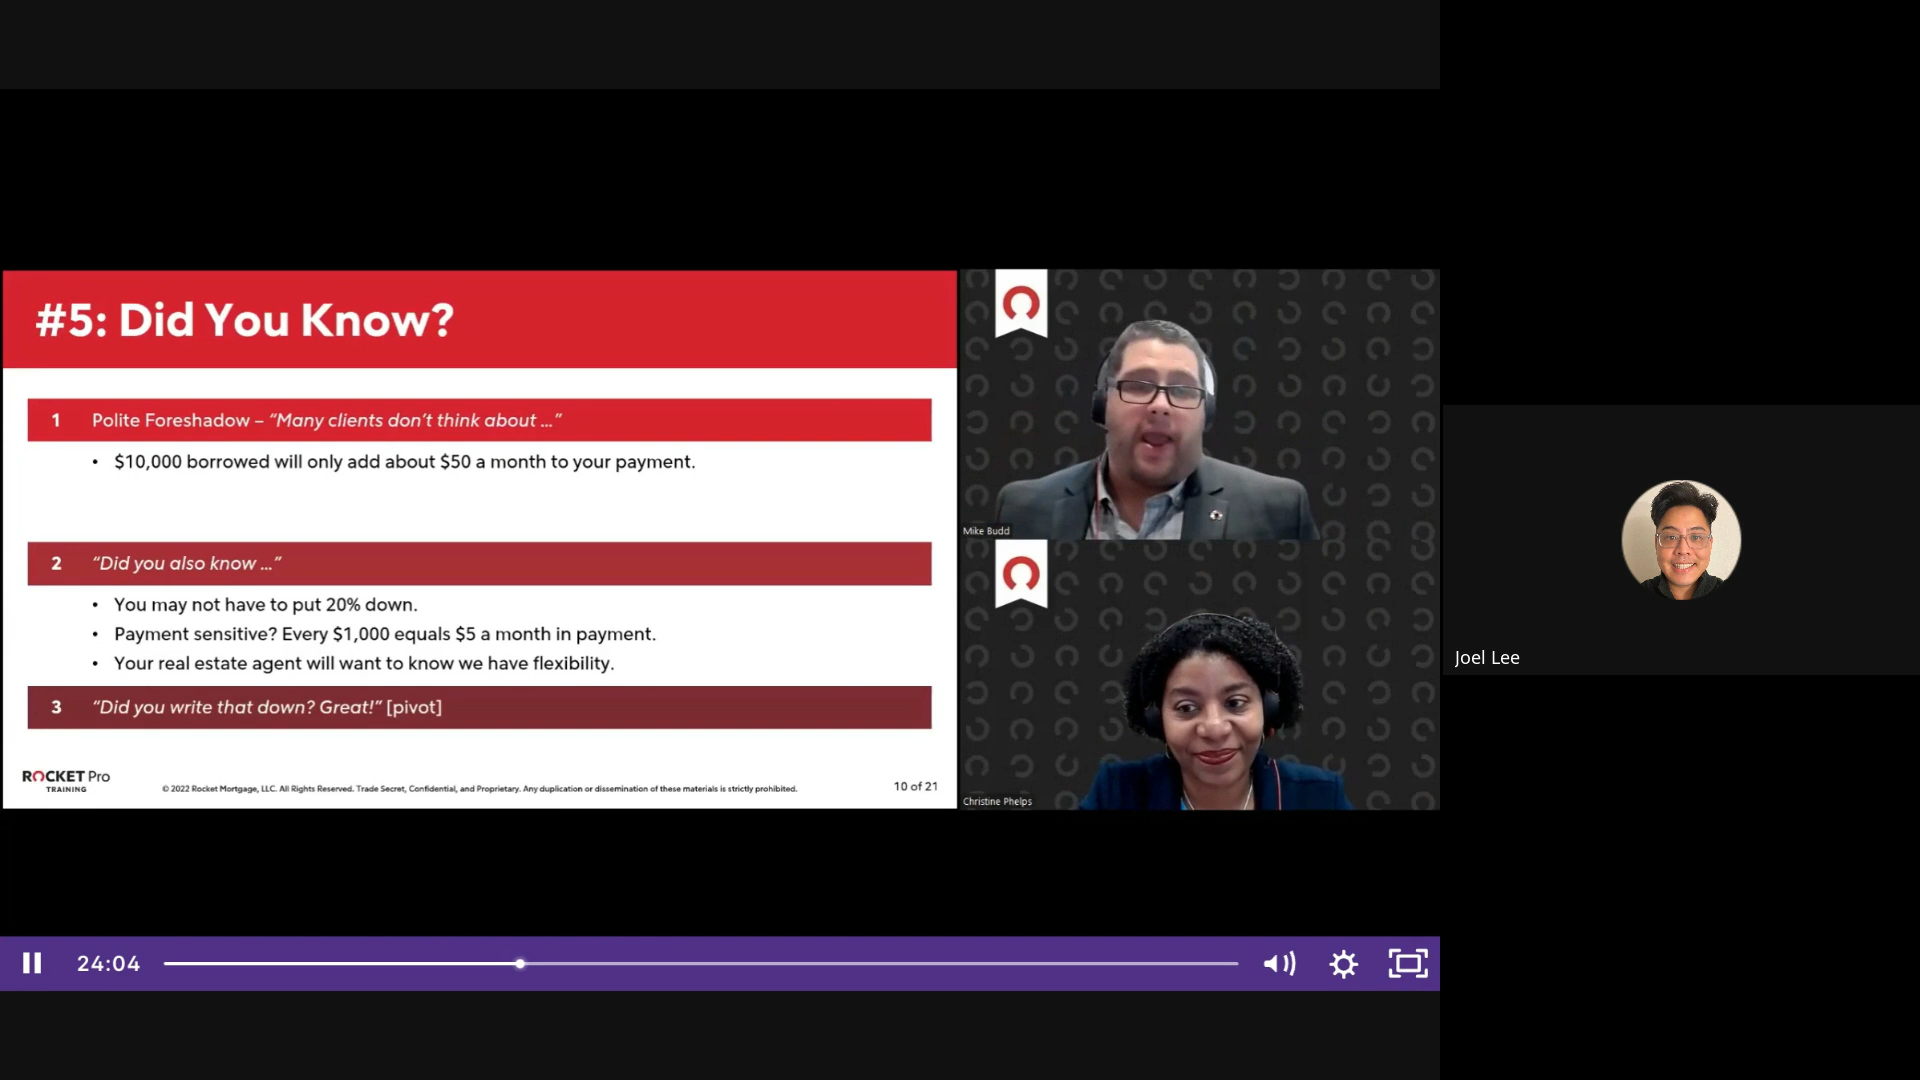 #5: Did You Know?
1 Polite Foreshadow – “Many clients don’t think about ...”
• $10,000 borrowed will only add about $50 a month to your payment.
2 “Did you also know ...”
• You may not have to put 20% down.
• Payment sensitive? Every $1,000 equals $5 a month in payment.
• Your real estate agent will want to know we have flexibility.
3 “Did you write that down? Great!” [pivot]
ROCKET Pro
TRAINING
© 2022 Rocket Mortgage, LLC. All Rights Reserved. Trade Secret, Confidential, and Proprietary. Any duplication or dissemination of these materials is strictly prohibited.
10 of 21
Mike Budd
Christine Phelps
Joel Lee
24:04